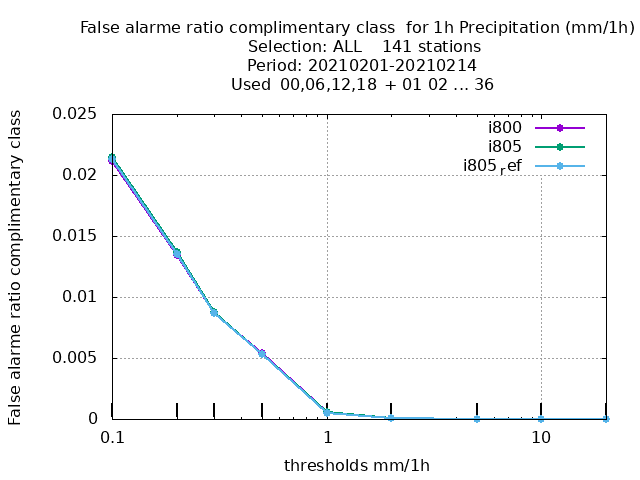 False alarme ratio complimentary class  for 1h Precipitation (mm/1h)
Selection: ALL    141 stations
Period: 20210201-20210214
Used  00,06,12,18  + 01 02 ... 36
False alarme ratio complimentary class
0.025
0.02
0.015
0.01
0.005
0
i800
i805
i805ref
0.1
1
10
thresholds mm/1h